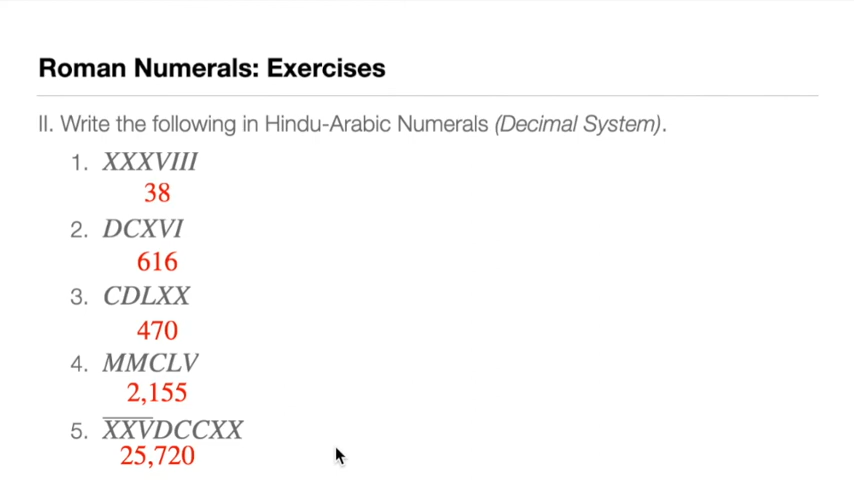 Roman Numerals: Exercises
II. Write the following in Hindu-Arabic Numerals (Decimal System).
1. XXXVIII
38
2. DCXVI
616
3. CDLXX
470
4. MMCLV
2,155
5. X̅X̅V̅DCCXX
25,720